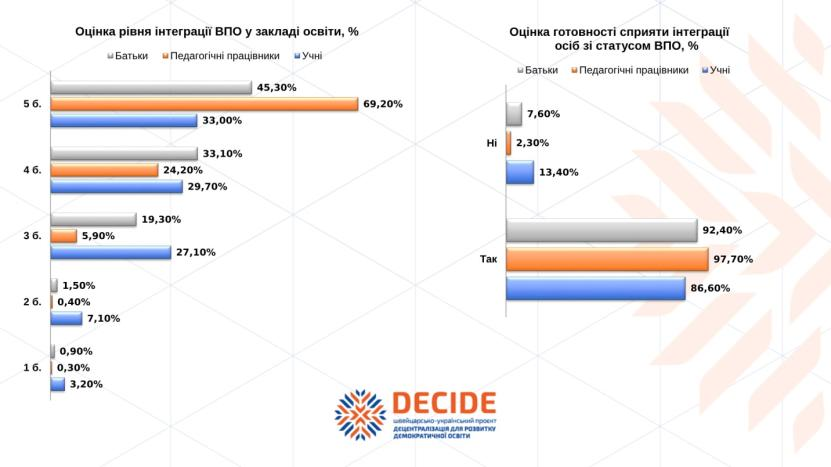 Оцінка рівня інтеграції ВПО у закладі освіти, %
Батьки Педагогічні працівники Учні
5 б.
45,30%
69,20%
33,00%
4 б.
33,10%
24,20%
29,70%
3 б.
19,30%
5,90%
27,10%
2 б.
1,50%
0,40%
7,10%
1 б.
0,90%
0,30%
3,20%
Оцінка готовності сприяти інтеграції
осіб зі статусом ВПО, %
Батьки Педагогічні працівники Учні
Ні
7,60%
2,30%
13,40%
Так
92,40%
97,70%
86,60%
DECIDE
швейцарсько-український проєкт
ДЕЦЕНТРАЛІЗАЦІЯ ДЛЯ РОЗВИТКУ
ДЕМОКРАТИЧНОЇ ОСВІТИ